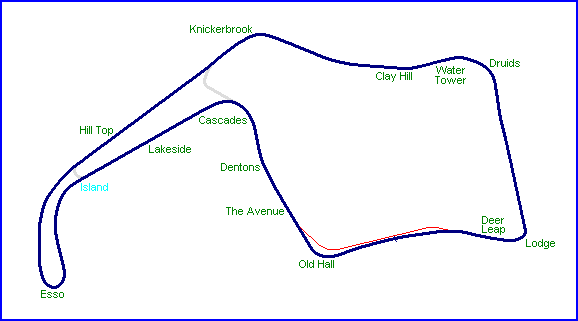 Knickerbrook
Clay Hill
Water
Tower
Druids
Cascades
Hill Top
Lakeside
Dentons
Island
The Avenue
Deer
Leap
Lodge
Old Hall
Esso